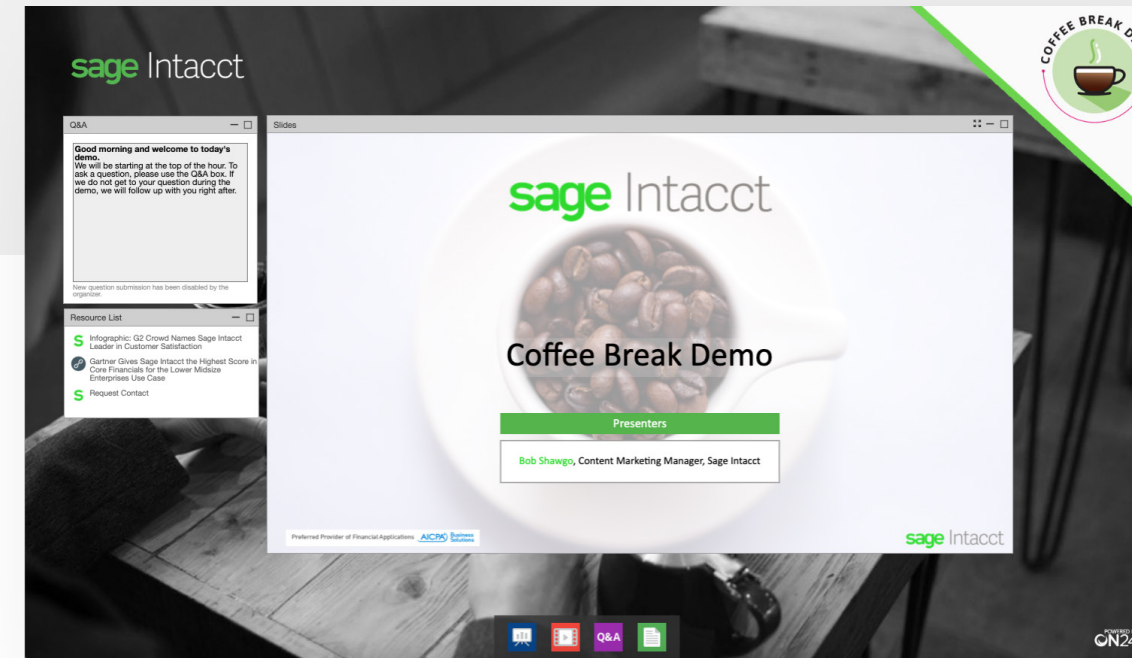 sage Intacct
COFFEE BREAK
Q&A
Good morning and welcome to today's
demo.
We will be starting at the top of the hour. To
ask a question, please use the Q&A box. If
we do not get to your question during the
demo, we will follow up with you right after.
New question submission has been disabled by the
organizer.
Resource List
Infographic: G2 Crowd Names Sage Intacct
Leader in Customer Satisfaction
Gartner Gives Sage Intacct the Highest Score in
Core Financials for the Lower Midsize
Enterprises Use Case
Request Contact
Slides
sage Intacct
Coffee Break Demo
Presenters
Bob Shawgo, Content Marketing Manager, Sage Intacct
Preferred Provider of Financial Applications AICPA Business
Solutions
sage Intacct
Q&A
POWERED
ON24